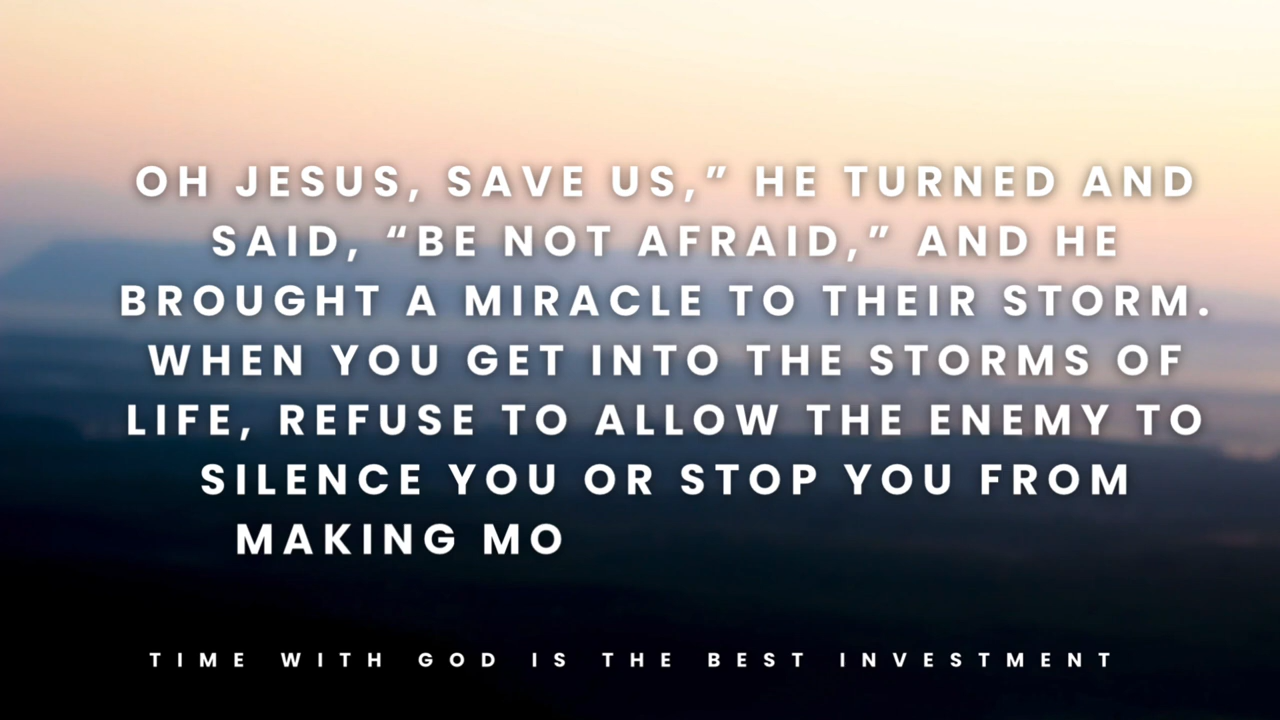 OH JESUS, SAVE US,” HE TURNED AND
SAID, “BE NOT AFRAID,” AND HE
BROUGHT A MIRACLE TO THEIR STORM.
WHEN YOU GET INTO THE STORMS OF
LIFE, REFUSE TO ALLOW THE ENEMY TO
SILENCE YOU OR STOP YOU FROM
MAKING MO
TIME WITH GOD IS THE BEST INVESTMENT